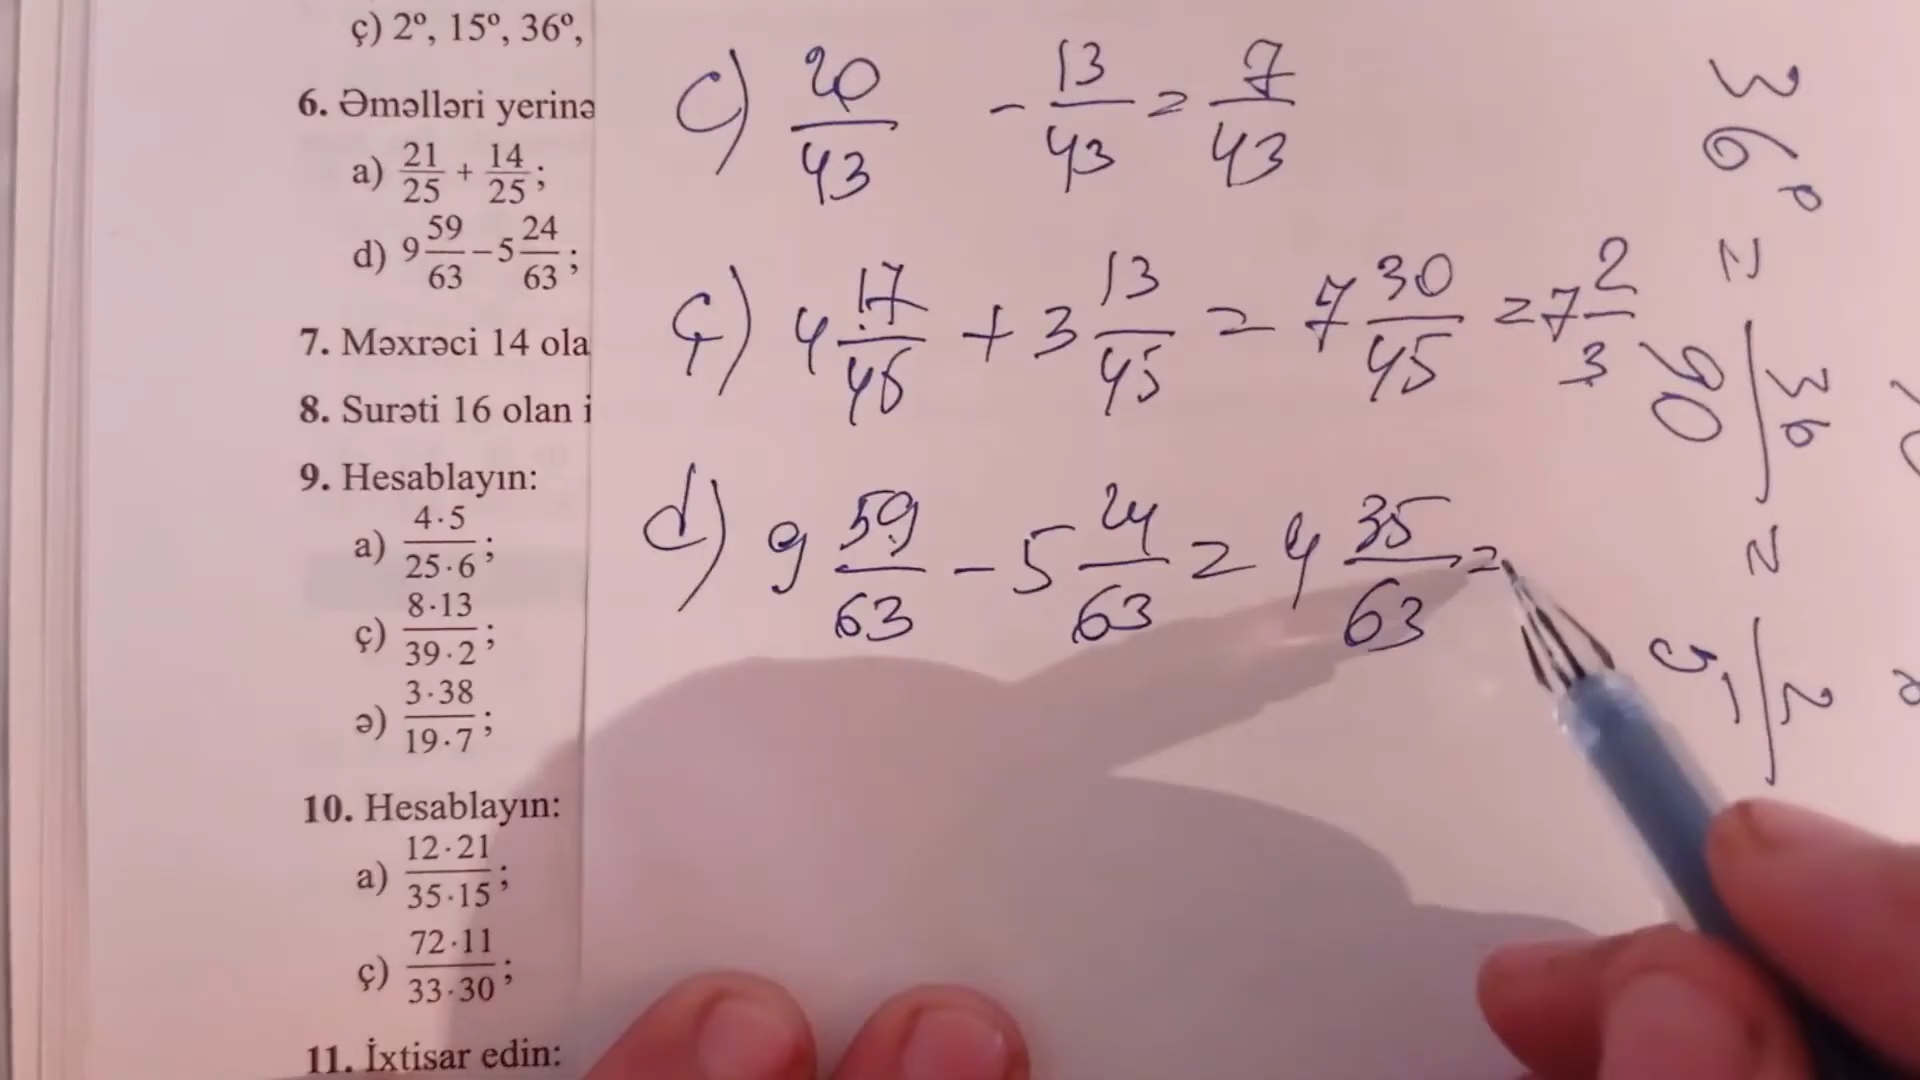 ç) 2º, 15º, 36º,
6. Əməlləri yerinə
a) 21/25 + 14/25;
d) 9 59/63 − 5 24/63;
7. Məxrəci 14 ola
8. Surəti 16 olan i
9. Hesablayın:
a) 4·5/25·6;
ç) 8·13/39·2;
ə) 3·38/19·7;
10. Hesablayın:
a) 12·21/35·15;
ç) 72·11/33·30;
11. İxtisar edin:
c) 20/43 - 13/43 = 7/43
ç) 4 17/45 + 3 13/45 = 7 30/45 = 7 2/3
d) 9 59/63 - 5 24/63 = 4 35/63 =
36º = 36/90 = 2/5